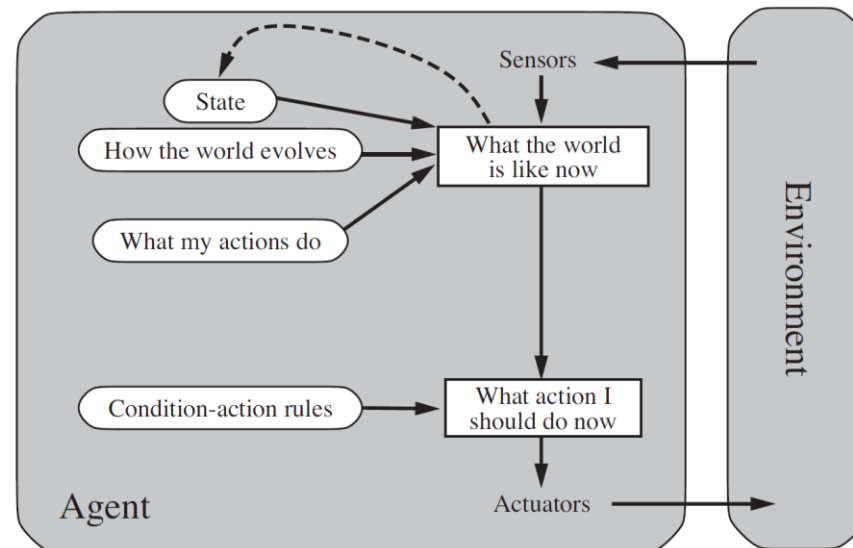 Sensors
State
What the world
is like now
How the world evolves
What my actions do
Condition-action rules
What action I
should do now
Agent
Actuators
Environment